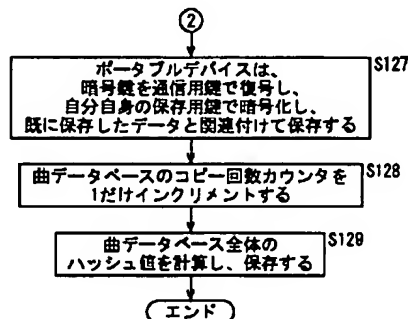 2
ポータブルデバイスは、
暗号鍵を通信用鍵で復号し、
自分自身の保存用鍵で暗号化し、
既に保存したデータと関連付けて保存する
S127
曲データベースのコピー回数カウンタを
1だけインクリメントする
S128
曲データベース全体の
ハッシュ値を計算し、保存する
S129
エンド